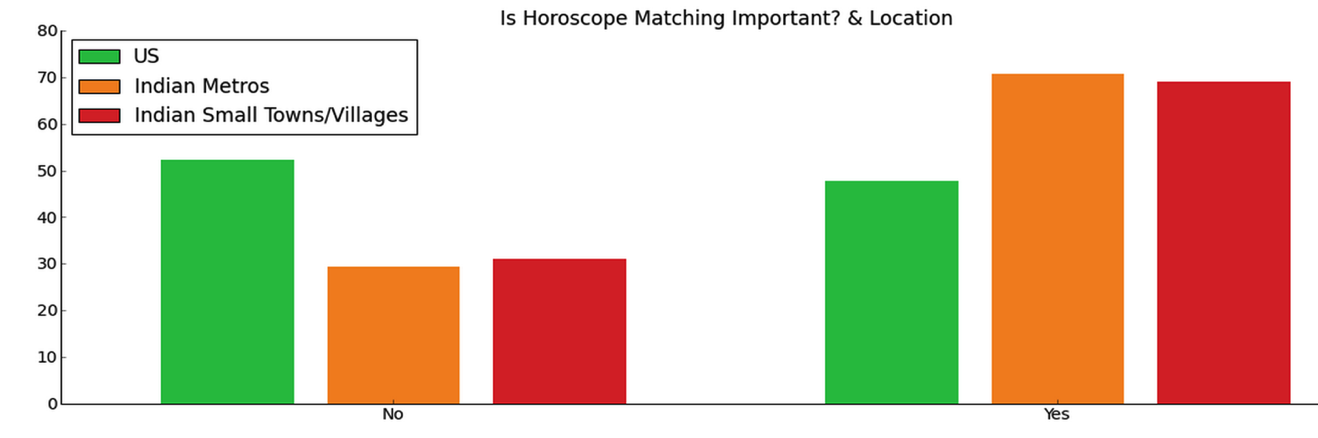 Is Horoscope Matching Important? & Location
80
70
60
50
40
30
20
10
0
US
Indian Metros
Indian Small Towns/Villages
No
Yes